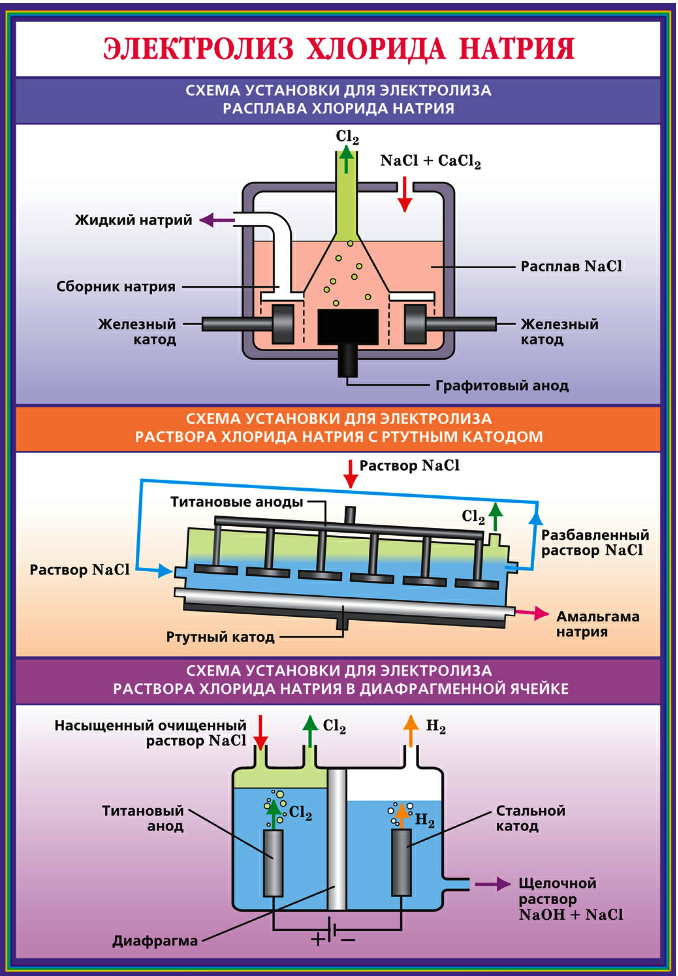 ЭЛЕКТРОЛИЗ ХЛОРИДА НАТРИЯ
СХЕМА УСТАНОВКИ ДЛЯ ЭЛЕКТРОЛИЗА
РАСПЛАВА ХЛОРИДА НАТРИЯ
Cl₂
NaCl + CaCl₂
Жидкий натрий
Расплав NaCl
Сборник натрия
Железный
катод
Железный
катод
Графитовый анод
СХЕМА УСТАНОВКИ ДЛЯ ЭЛЕКТРОЛИЗА
РАСТВОРА ХЛОРИДА НАТРИЯ С РТУТНЫМ КАТОДОМ
Раствор NaCl
Титановые аноды
Cl₂
Разбавленный
раствор NaCl
Раствор NaCl
Амальгама
натрия
Ртутный катод
СХЕМА УСТАНОВКИ ДЛЯ ЭЛЕКТРОЛИЗА
РАСТВОРА ХЛОРИДА НАТРИЯ В ДИАФРАГМЕННОЙ ЯЧЕЙКЕ
Насыщенный очищенный
раствор NaCl
Cl₂
H₂
Титановый
анод
Cl₂
H₂
Стальной
катод
Щелочной
раствор
NaOH + NaCl
Диафрагма
+ −